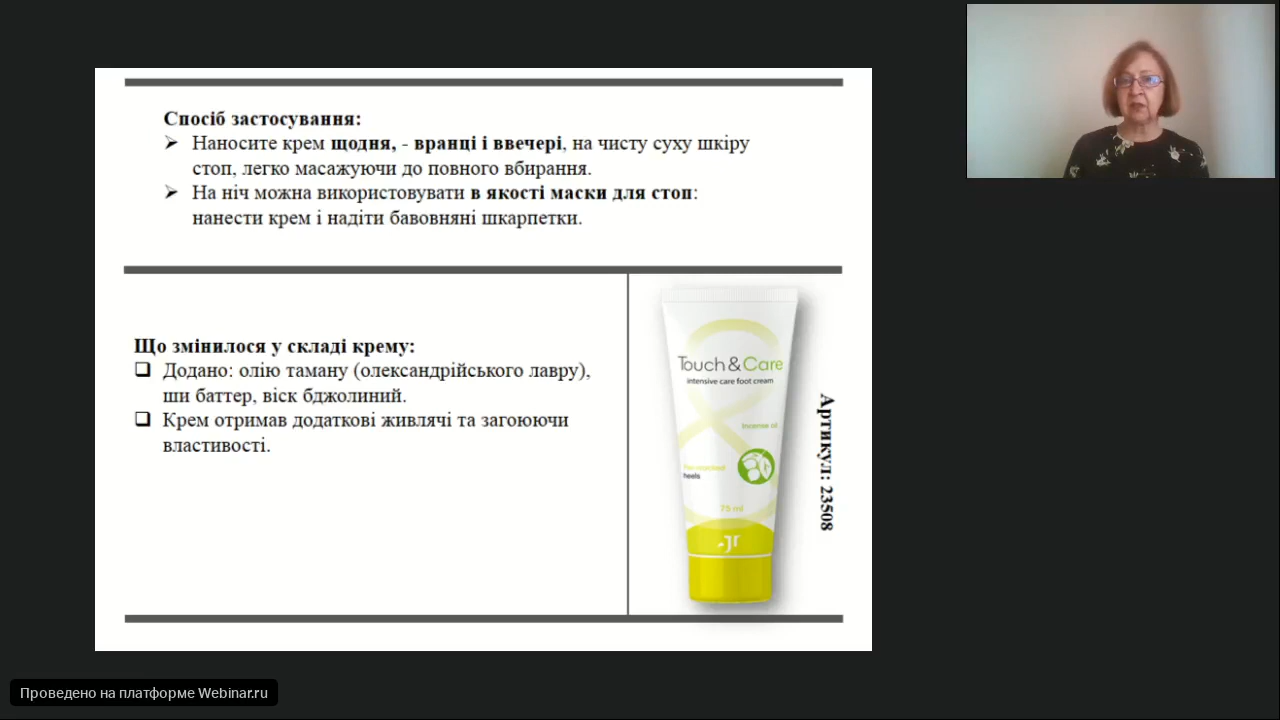 Спосіб застосування:
Наносите крем щодня, - вранці і ввечері, на чисту суху шкіру
стоп, легко масажуючи до повного вбирання.
На ніч можна використовувати в якості маски для стоп:
нанести крем і надіти бавовняні шкарпетки.
Що змінилося у складі крему:
Додано: олію таману (олександрійського лавру),
ши баттер, віск бджолиний.
Крем отримав додаткові живлячі та загоюючи
властивості.
Touch&Care
intensive care foot cream
Incense oil
heels
75 ml
Артикул: 23508
Проведено на платформе Webinar.ru